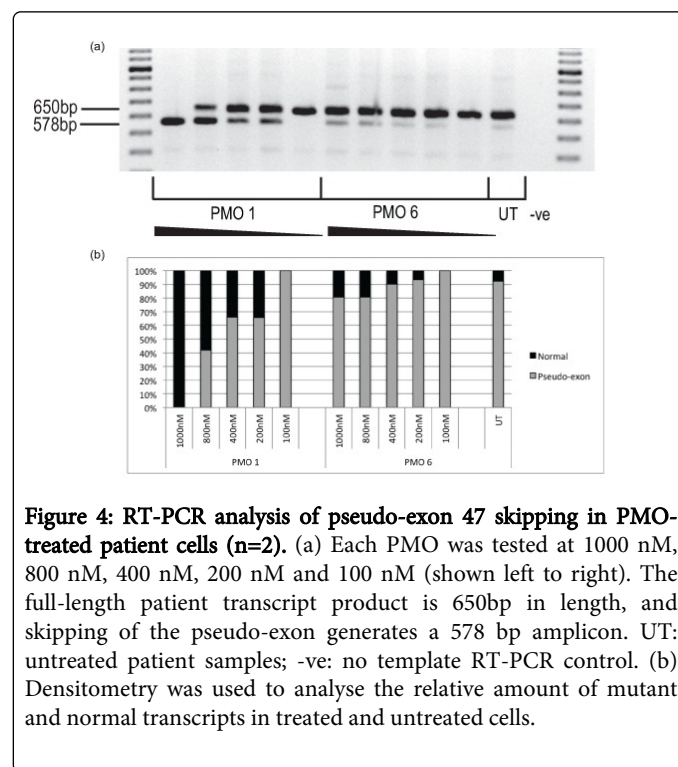 (a)
650bp
578bp
PMO 1 PMO 6 UT -ve
(b)
100%
90%
80%
70%
60%
50%
40%
30%
20%
10%
0%
Normal
Pseudo-exon
1000nM 800nM 400nM 200nM 100nM 1000nM 800nM 400nM 200nM 100nM UT
PMO 1 PMO 6
Figure 4: RT-PCR analysis of pseudo-exon 47 skipping in PMO-
treated patient cells (n=2). (a) Each PMO was tested at 1000 nM,
800 nM, 400 nM, 200 nM and 100 nM (shown left to right). The
full-length patient transcript product is 650bp in length, and
skipping of the pseudo-exon generates a 578 bp amplicon. UT:
untreated patient samples; -ve: no template RT-PCR control. (b)
Densitometry was used to analyse the relative amount of mutant
and normal transcripts in treated and untreated cells.